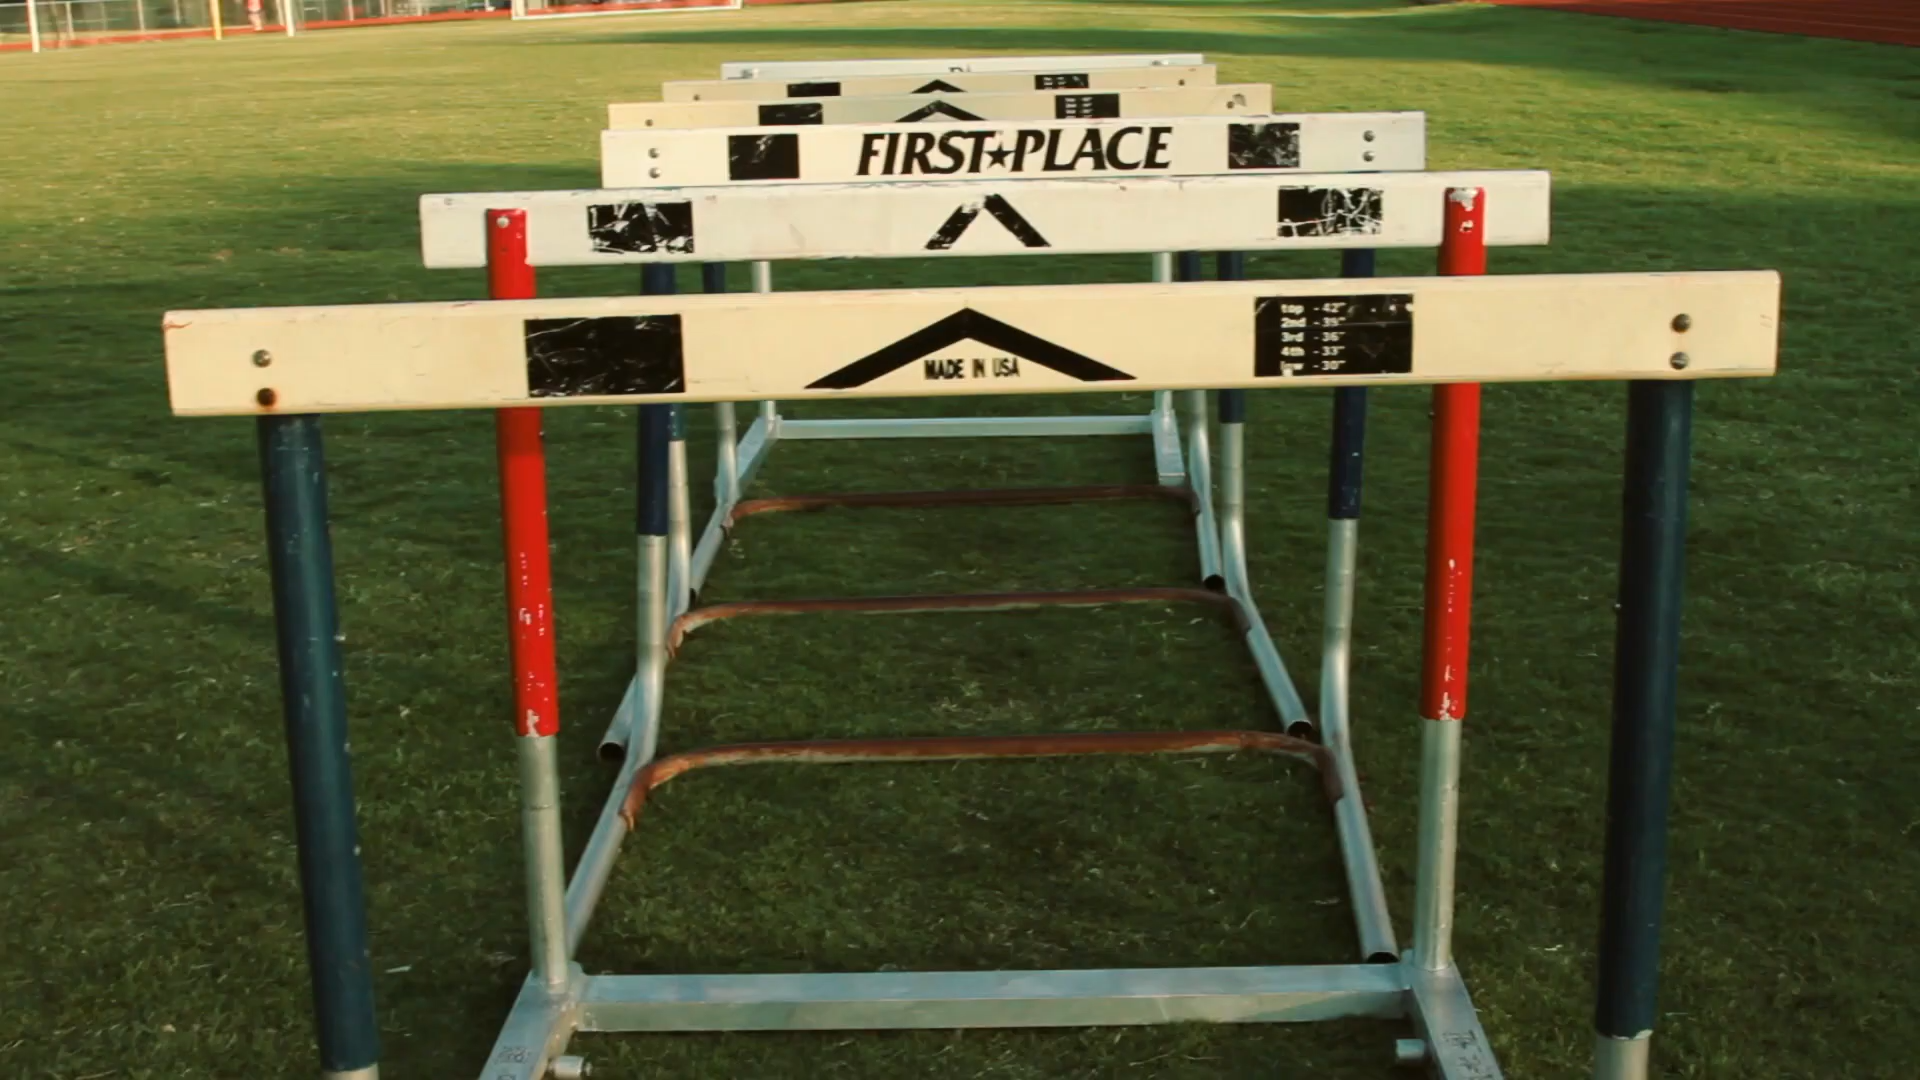 FIRST★PLACE
MADE IN USA
top - 42"
2nd - 39"
3rd - 36"
4th - 33"
low - 30"